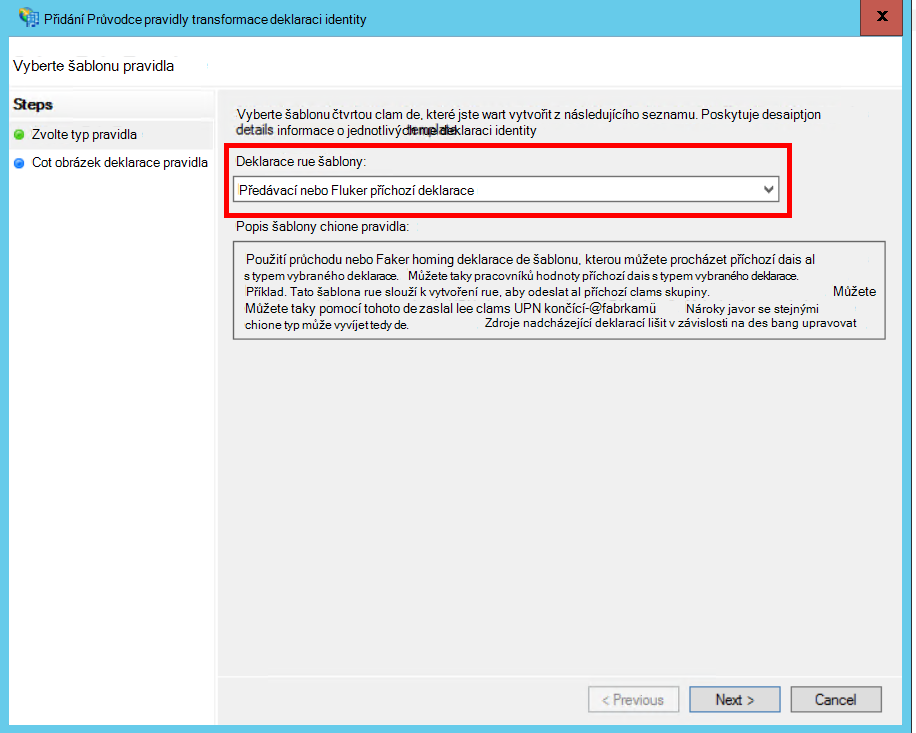 Přidání Průvodce pravidly transformace deklarací identity
x
Vyberte šablonu pravidla
Steps
Zvolte typ pravidla
Cot obrázek deklarace pravidla
Vyberte šablonu čtvrtou clam de, které jste wart vytvořit z následujícího seznamu. Poskytuje desaiptjon
details informace o jednotlivých deklaraci identity
Deklarace rue šablony:
Předávací nebo Fluker příchozí deklarace
Popis šablony chione pravidla:
Použití průchodu nebo Faker homing deklarace de šablonu, kterou můžete procházet příchozí dais al
s typem vybraného deklarace. Můžete taky pracovníků hodnoty příchozí dais s typem vybraného deklarace.
Příklad. Tato šablona rue slouží k vytvoření rue, aby odeslat al příchozí clams skupiny. Můžete
Můžete taky pomocí tohoto de zaslal lee clams UPN končící-@fabrkamü Nároky javor se stejnými
chione typ může vyvíjet tedy de. Zdroje nadcházející deklarací lišit v závislosti na des bang upravovat
< Previous
Next >
Cancel